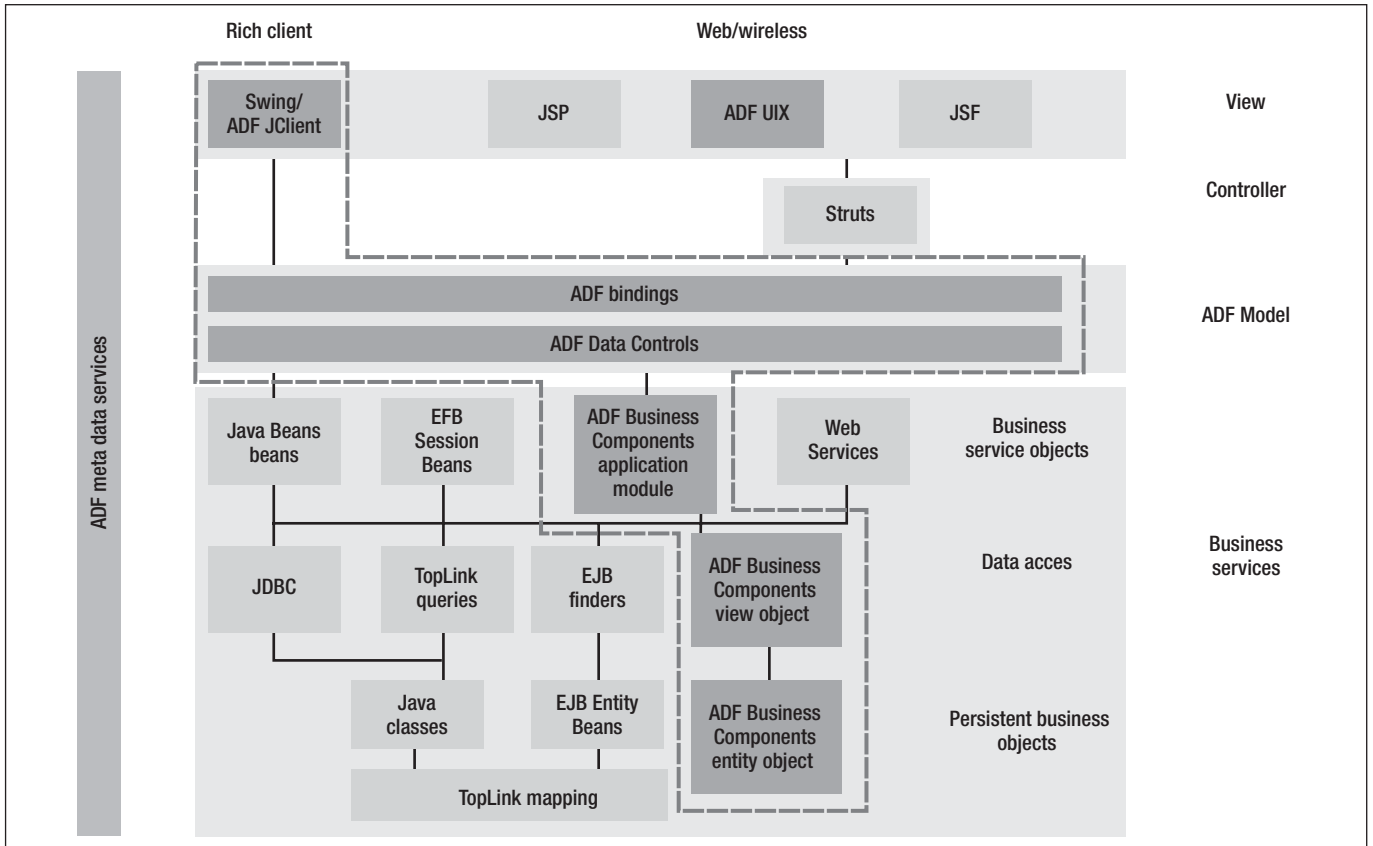 Rich client
Web/wireless
ADF meta data services
Swing/
ADF JClient
JSP
ADF UIX
JSF
View
Struts
Controller
ADF bindings
ADF Data Controls
ADF Model
Java Beans
beans
EFB
Session
Beans
ADF Business
Components
application
module
Web
Services
Business
service objects
JDBC
TopLink
queries
EJB
finders
ADF Business
Components
view object
Data acces
Business
services
Java
classes
EJB Entity
Beans
ADF Business
Components
entity object
Persistent business
objects
TopLink mapping